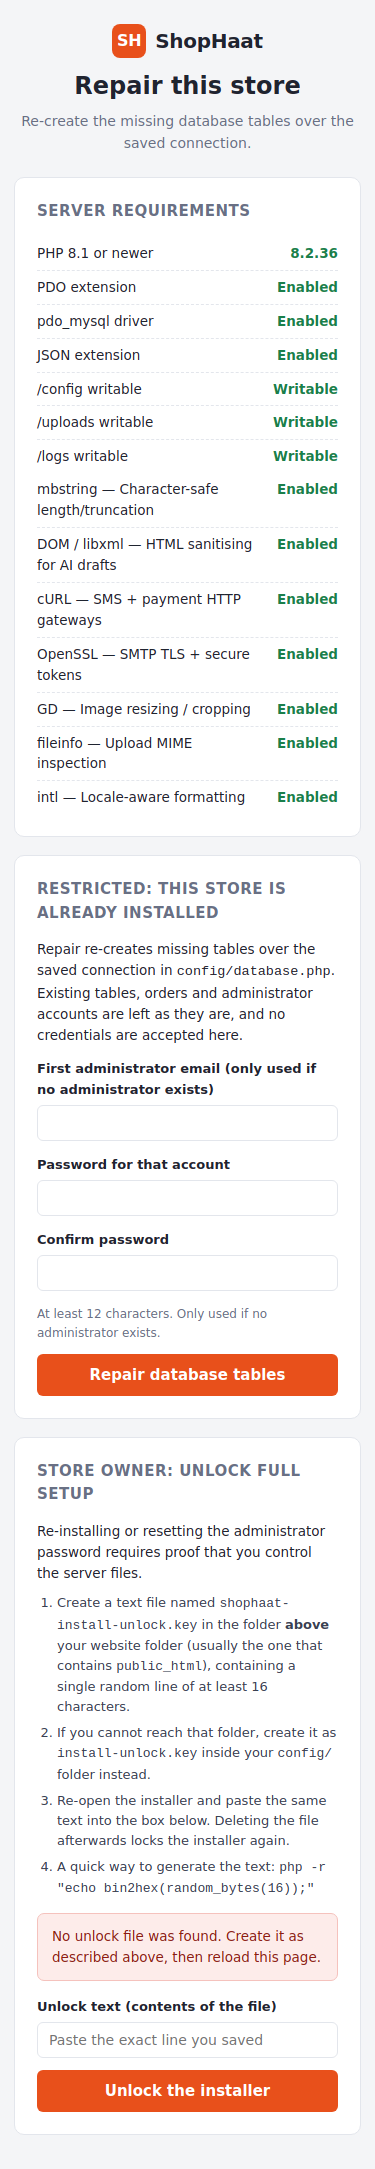 SH ShopHaat
Repair this store
Re-create the missing database tables over the
saved connection.
SERVER REQUIREMENTS
PHP 8.1 or newer 8.2.36
PDO extension Enabled
pdo_mysql driver Enabled
JSON extension Enabled
/config writable Writable
/uploads writable Writable
/logs writable Writable
mbstring — Character-safe Enabled
length/truncation
DOM / libxml — HTML sanitising Enabled
for AI drafts
cURL — SMS + payment HTTP Enabled
gateways
OpenSSL — SMTP TLS + secure Enabled
tokens
GD — Image resizing / cropping Enabled
fileinfo — Upload MIME Enabled
inspection
intl — Locale-aware formatting Enabled
RESTRICTED: THIS STORE IS
ALREADY INSTALLED
Repair re-creates missing tables over the
saved connection in config/database.php.
Existing tables, orders and administrator
accounts are left as they are, and no
credentials are accepted here.
First administrator email (only used if
no administrator exists)
Password for that account
Confirm password
At least 12 characters. Only used if no
administrator exists.
Repair database tables
STORE OWNER: UNLOCK FULL
SETUP
Re-installing or resetting the administrator
password requires proof that you control
the server files.
1. Create a text file named shophaat-
install-unlock.key in the folder above
your website folder (usually the one that
contains public_html), containing a
single random line of at least 16
characters.
2. If you cannot reach that folder, create it as
install-unlock.key inside your config/
folder instead.
3. Re-open the installer and paste the same
text into the box below. Deleting the file
afterwards locks the installer again.
4. A quick way to generate the text: php -r
"echo bin2hex(random_bytes(16));"
No unlock file was found. Create it as
described above, then reload this page.
Unlock text (contents of the file)
Paste the exact line you saved
Unlock the installer